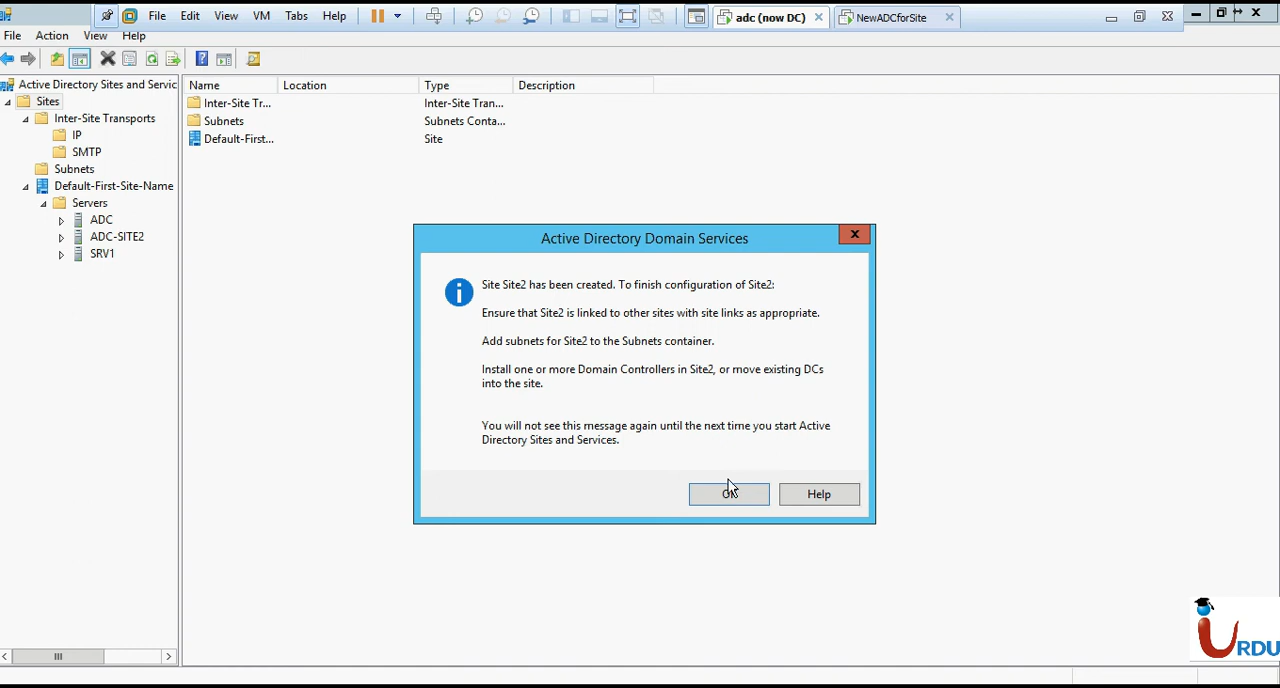 File Edit View VM Tabs Help
adc (now DC)
NewADCforSite
File Action View Help
Active Directory Sites and Servic
Sites
Inter-Site Transports
IP
SMTP
Subnets
Default-First-Site-Name
Servers
ADC
ADC-SITE2
SRV1
Name Location Type Description
Inter-Site Tr... Inter-Site Tran...
Subnets Subnets Conta...
Default-First... Site
Active Directory Domain Services
Site Site2 has been created. To finish configuration of Site2:
Ensure that Site2 is linked to other sites with site links as appropriate.
Add subnets for Site2 to the Subnets container.
Install one or more Domain Controllers in Site2, or move existing DCs
into the site.
You will not see this message again until the next time you start Active
Directory Sites and Services.
OK Help
iURDU